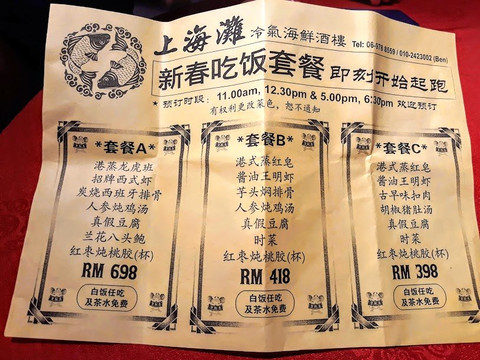 上海灘 冷氣海鮮酒樓
Tel: 06-978 8559 / 010-2423002 (Ben)
新春吃饭套餐 即刻开始起跑
* 预订时段： 11.00am, 12.30pm & 5.00pm, 6.30pm 欢迎预订
有权利更改菜色，恕不通知
*套餐A*
港蒸龙虎班
招牌西式虾
炭烧西班牙排骨
人参炖鸡汤
真假豆腐
兰花八头鲍
红枣炖桃胶(杯)
RM 698
白饭任吃
及茶水免费
*套餐B*
港式蒸红皂
酱油王明虾
芋头焖排骨
人参炖鸡汤
真假豆腐
时菜
红枣炖桃胶(杯)
RM 418
白饭任吃
及茶水免费
*套餐C*
港式蒸红皂
酱油王明虾
古早味扣肉
胡椒猪肚汤
真假豆腐
时菜
红枣炖桃胶(杯)
RM 398
白饭任吃
及茶水免费